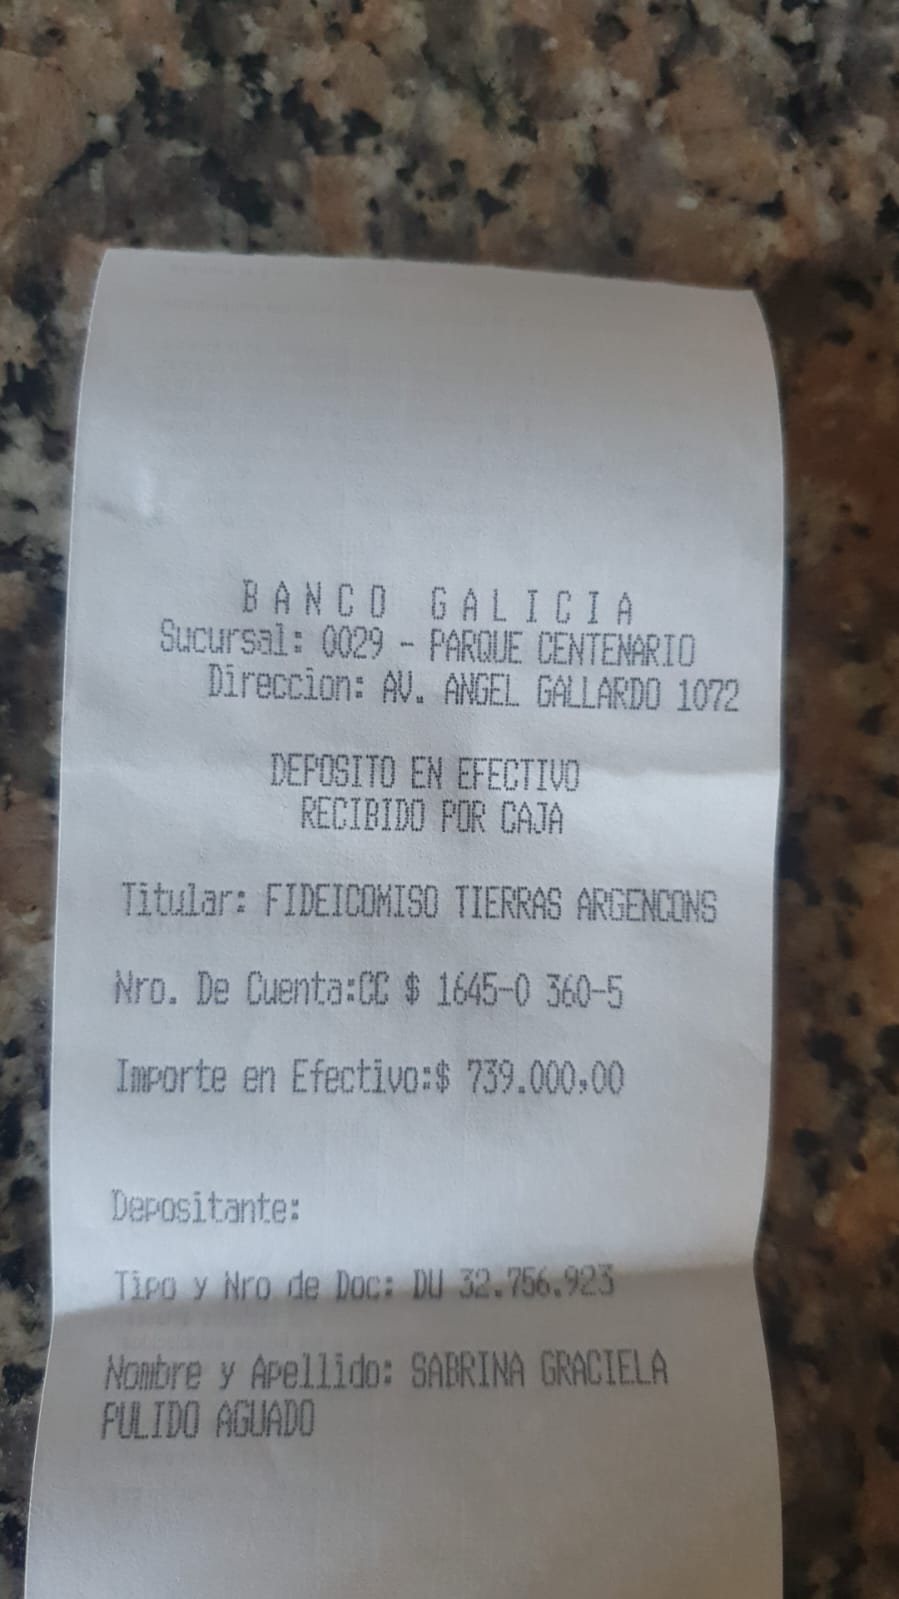 BANCO GALICIA
Sucursal: 0029 - PARQUE CENTENARIO
Direccion: AV. ANGEL GALLARDO 1072
DEPOSITO EN EFECTIVO
RECIBIDO POR CAJA
Titular: FIDEICOMISO TIERRAS ARGENCONS
Nro. De Cuenta:CC $ 1645-0 360-5
Importe en Efectivo:$ 739.000,00
Depositante:
Tipo y Nro de Doc: DU 32.756.923
Nombre y Apellido: SABRINA GRACIELA
PULIDO AGUADO